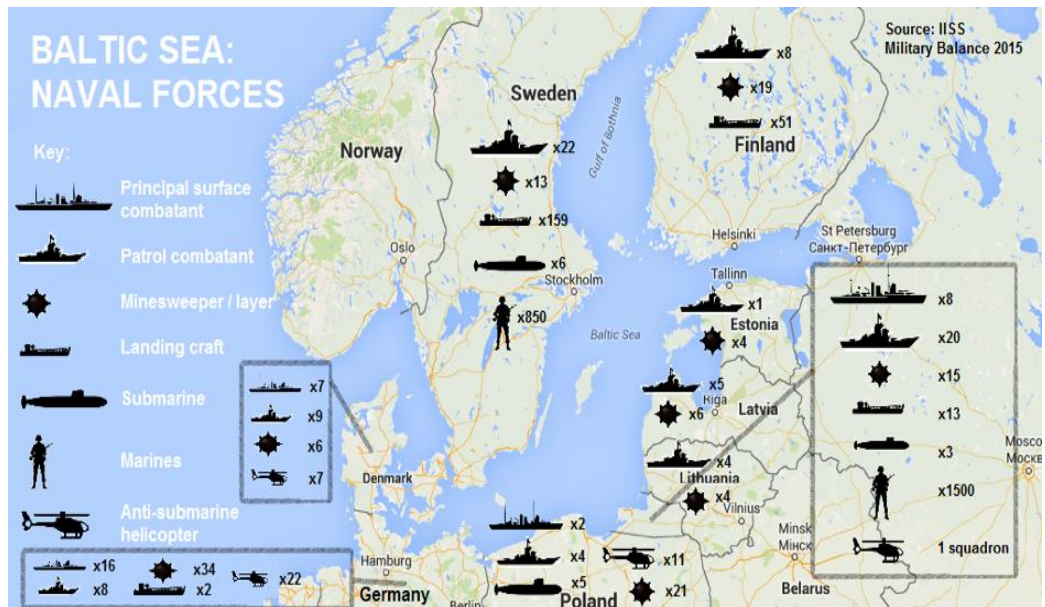 BALTIC SEA:
NAVAL FORCES
Source: IISS
Military Balance 2015
Key:
Principal surface
combatant
Patrol combatant
Minesweeper / layer
Landing craft
Submarine
Marines
Anti-submarine
helicopter
Norway
Oslo
Sweden
x22
x13
x159
x6
Stockholm
x850
Gulf of Bothnia
x8
x19
x51
Finland
Helsinki
St Petersburg
Санкт-Петербург
Tallinn
x1
Estonia
x4
Baltic Sea
x5
Riga
x6
Latvia
x4
Lithuania
x4
Vilnius
Minsk
Мінск
Belarus
x8
x20
x15
x13
x3
x1500
1 squadron
Mosco
Моск
x7
x9
x6
x7
Denmark
Hamburg
Germany
Berlin
x16
x34
x22
x8
x2
x2
x4
x11
x5
x21
Poland